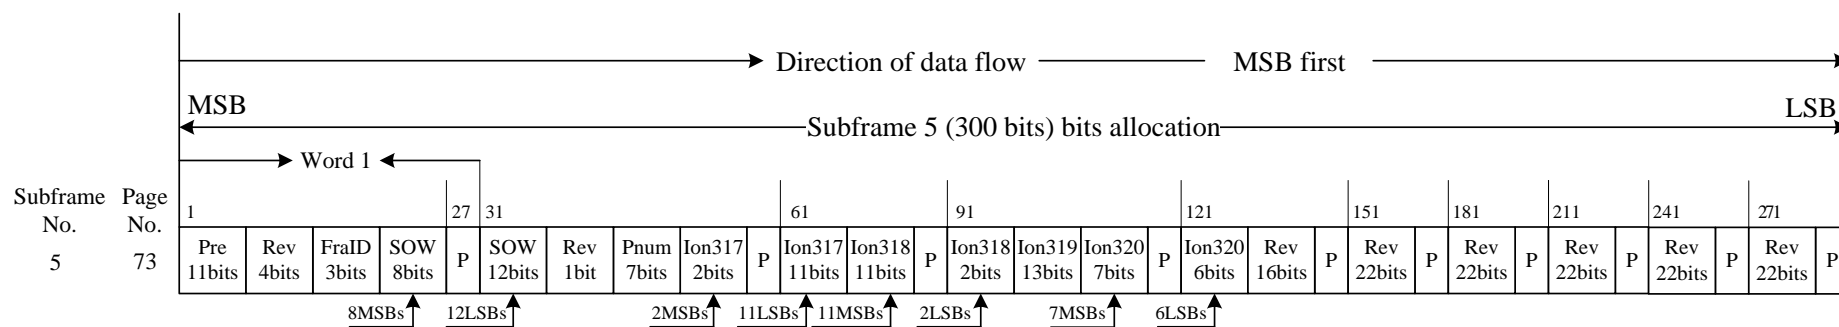 Direction of data flow MSB first
MSB LSB
Subframe 5 (300 bits) bits allocation
Word 1
Subframe Page
No. No.
1 27 31 61 91 121 151 181 211 241 271
5 73
Pre Rev FraID SOW P SOW Rev Pnum Ion317 P Ion317 Ion318 P Ion318 Ion319 Ion320 P Ion320 Rev P Rev P Rev P Rev P Rev P Rev P
11bits 4bits 3bits 8bits 12bits 1bit 7bits 2bits 11bits 11bits 2bits 13bits 7bits 6bits 16bits 22bits 22bits 22bits 22bits 22bits
8MSBs 12LSBs 2MSBs 11LSBs 11MSBs 2LSBs 7MSBs 6LSBs